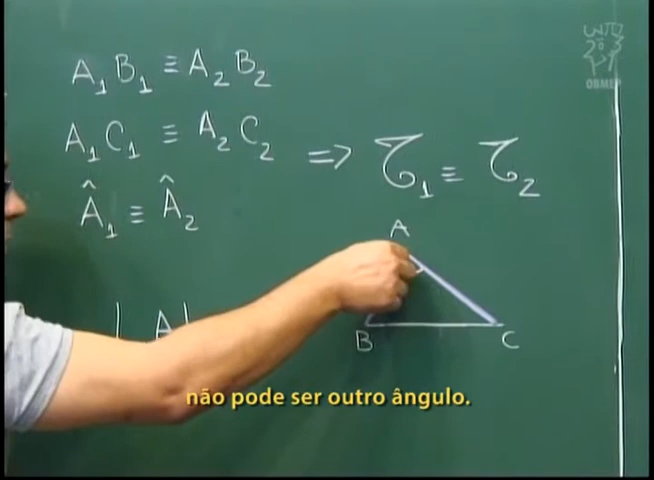 A₁B₁ ≡ A₂B₂
A₁C₁ ≡ A₂C₂
Â₁ ≡ Â₂
⇒ 𝒯₁ ≡ 𝒯₂
A
B
C
A
OBMEP
não pode ser outro ângulo.